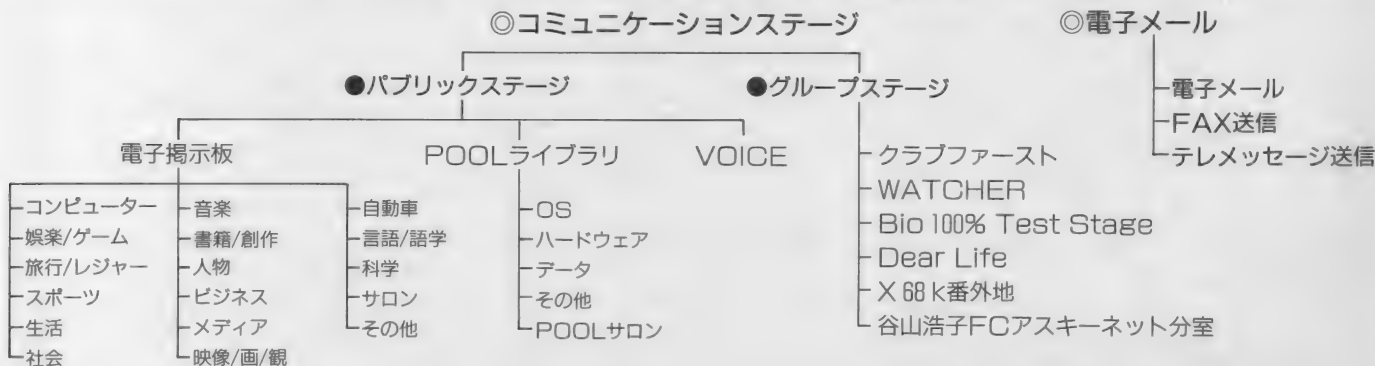 ◎コミュニケーションステージ
●パブリックステージ
電子掲示板
コンピューター
娯楽/ゲーム
旅行/レジャー
スポーツ
生活
社会
音楽
書籍/創作
人物
ビジネス
メディア
映像/画/観
自動車
言語/語学
科学
サロン
その他
POOLライブラリ
OS
ハードウェア
データ
その他
POOLサロン
VOICE
●グループステージ
クラブファースト
WATCHER
Bio 100% Test Stage
Dear Life
X 68 k番外地
谷山浩子FCアスキーネット分室
◎電子メール
電子メール
FAX送信
テレメッセージ送信